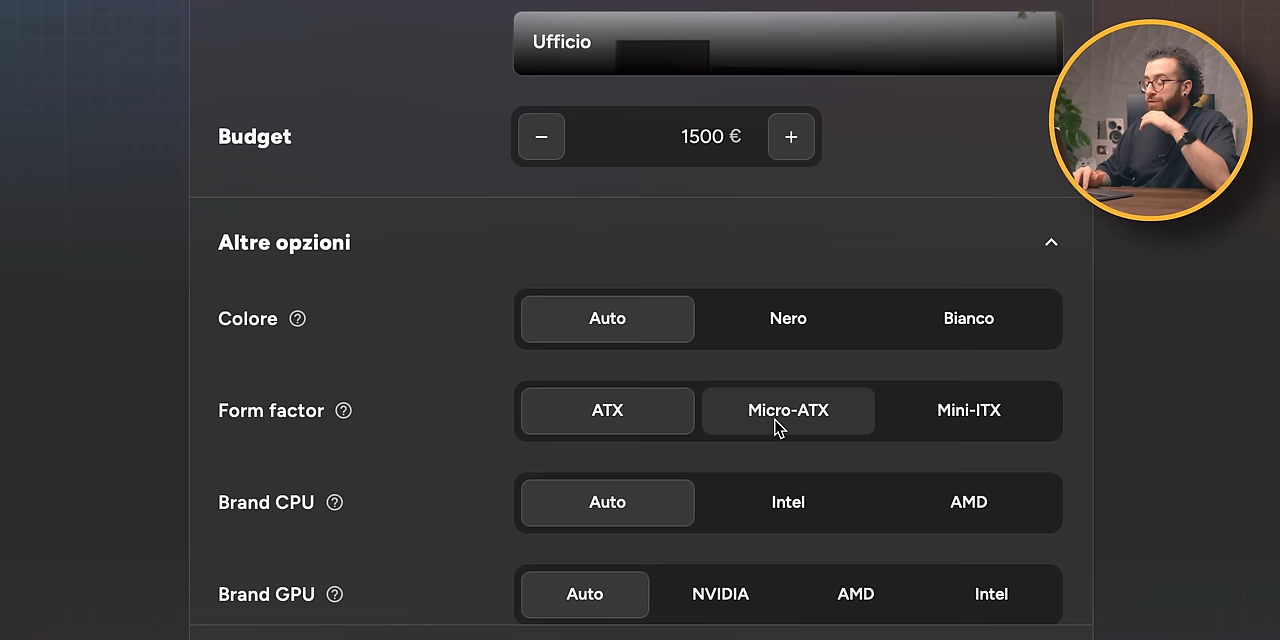 Ufficio
Budget
− 1500 € +
Altre opzioni
Colore ? Auto Nero Bianco
Form factor ? ATX Micro-ATX Mini-ITX
Brand CPU ? Auto Intel AMD
Brand GPU ? Auto NVIDIA AMD Intel